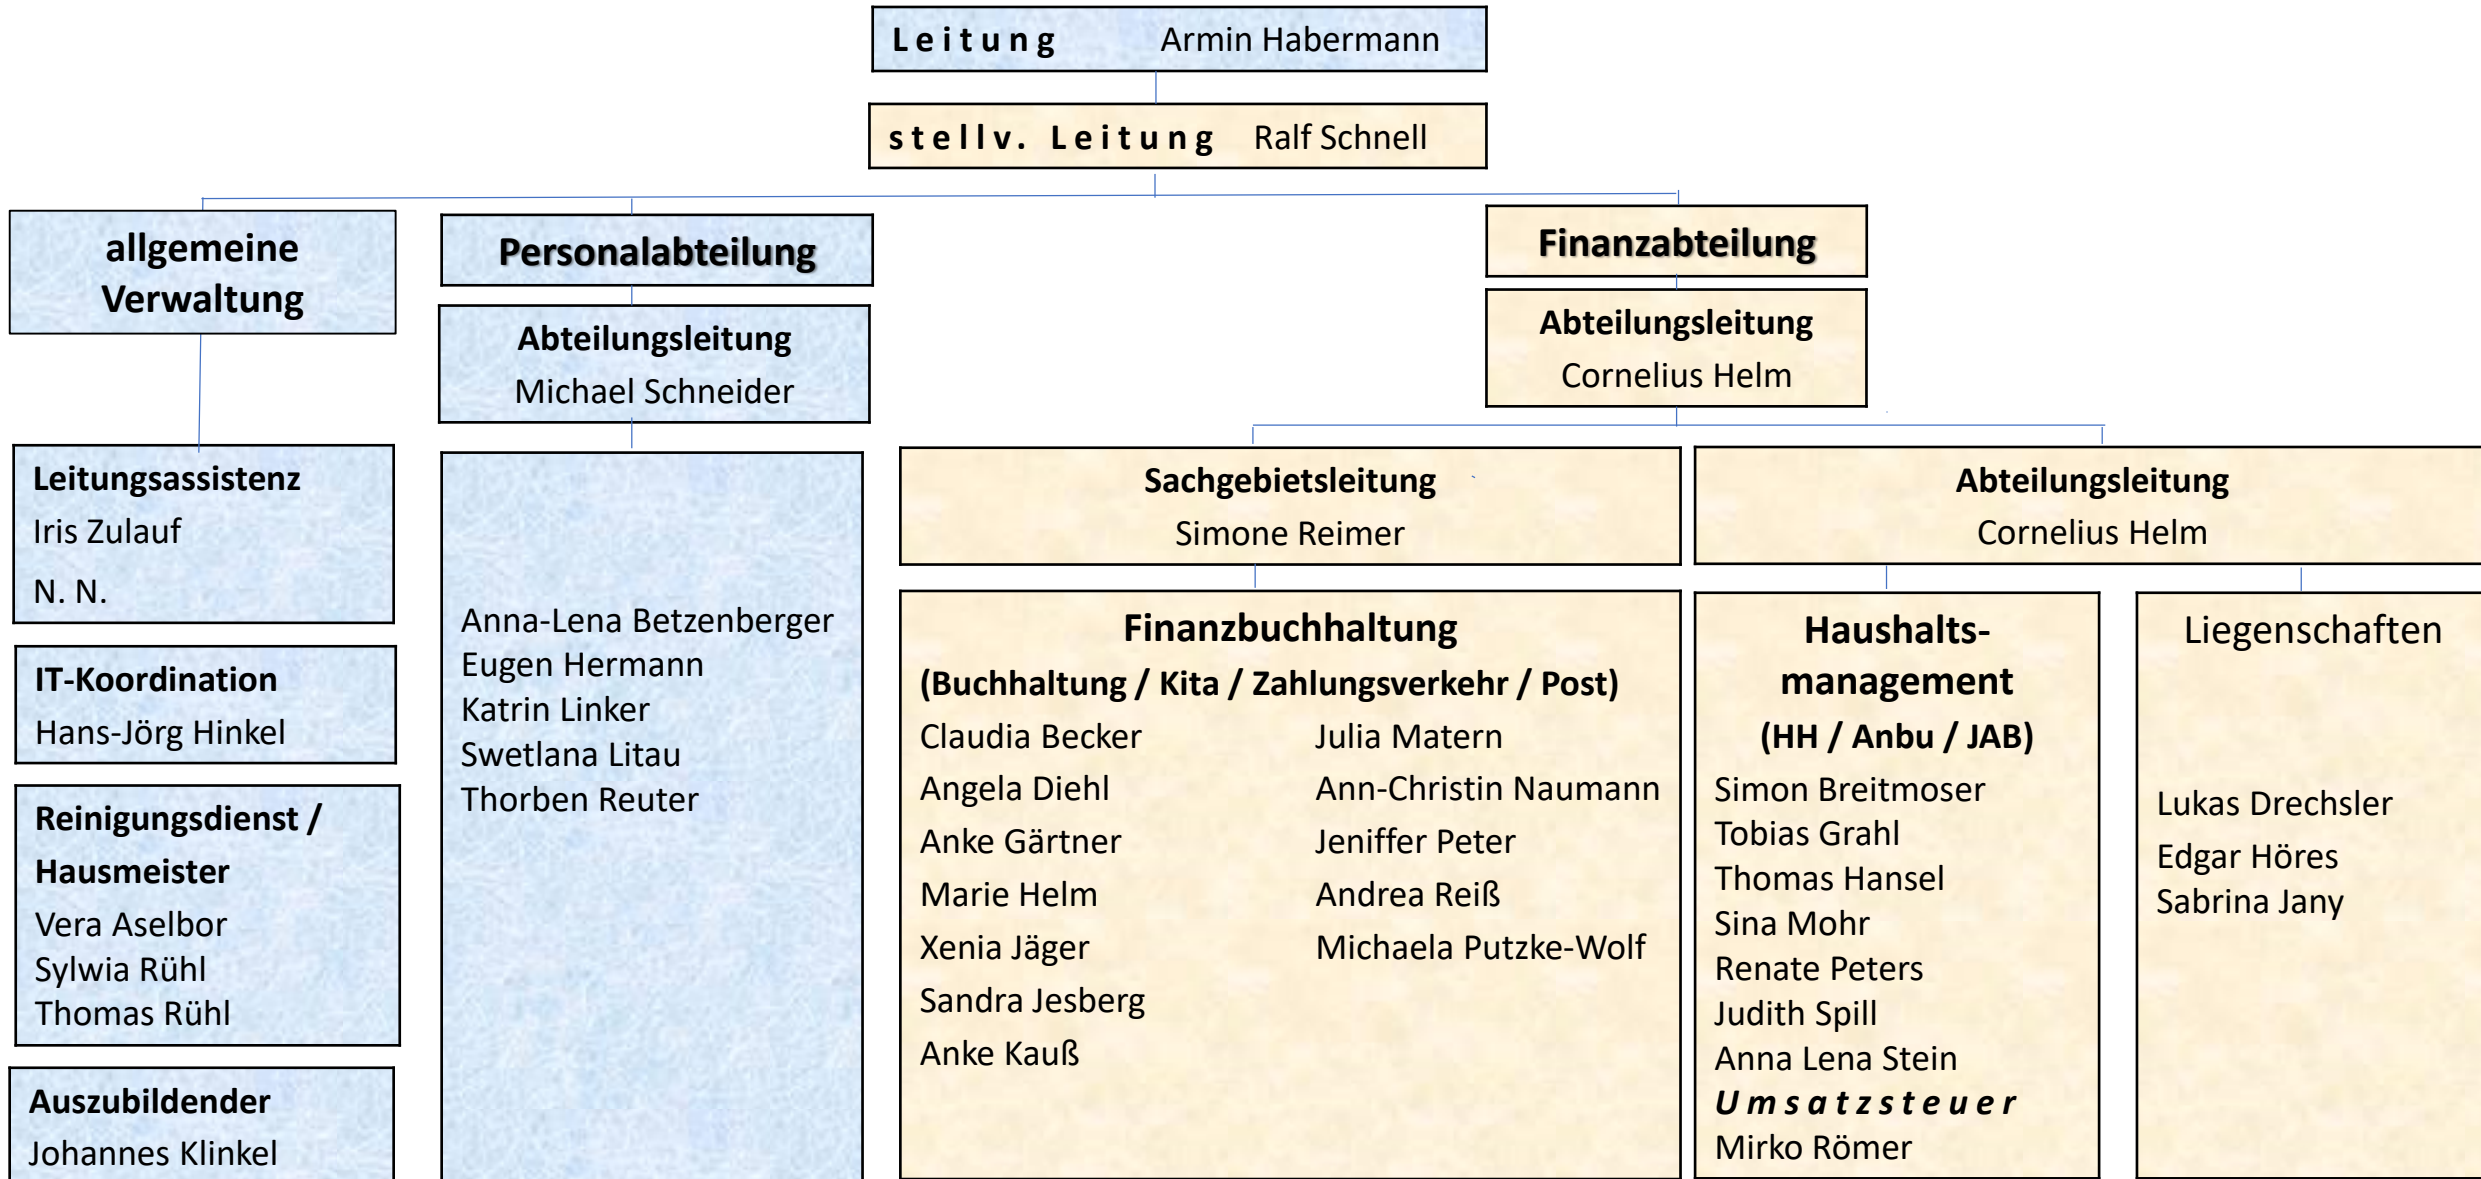 Leitung Armin Habermann
stellv. Leitung Ralf Schnell
allgemeine
Verwaltung
Leitungsassistenz
Iris Zulauf
N. N.
IT-Koordination
Hans-Jörg Hinkel
Reinigungsdienst /
Hausmeister
Vera Aselbor
Sylwia Rühl
Thomas Rühl
Auszubildender
Johannes Klinkel
Personalabteilung
Abteilungsleitung
Michael Schneider
Anna-Lena Betzenberger
Eugen Hermann
Katrin Linker
Swetlana Litau
Thorben Reuter
Finanzabteilung
Abteilungsleitung
Cornelius Helm
Sachgebietsleitung
Simone Reimer
Finanzbuchhaltung
(Buchhaltung / Kita / Zahlungsverkehr / Post)
Claudia Becker
Angela Diehl
Anke Gärtner
Marie Helm
Xenia Jäger
Sandra Jesberg
Anke Kauß
Julia Matern
Ann-Christin Naumann
Jeniffer Peter
Andrea Reiß
Michaela Putzke-Wolf
Abteilungsleitung
Cornelius Helm
Haushalts-
management
(HH / Anbu / JAB)
Simon Breitmoser
Tobias Grahl
Thomas Hansel
Sina Mohr
Renate Peters
Judith Spill
Anna Lena Stein
Umsatzsteuer
Mirko Römer
Liegenschaften
Lukas Drechsler
Edgar Höres
Sabrina Jany